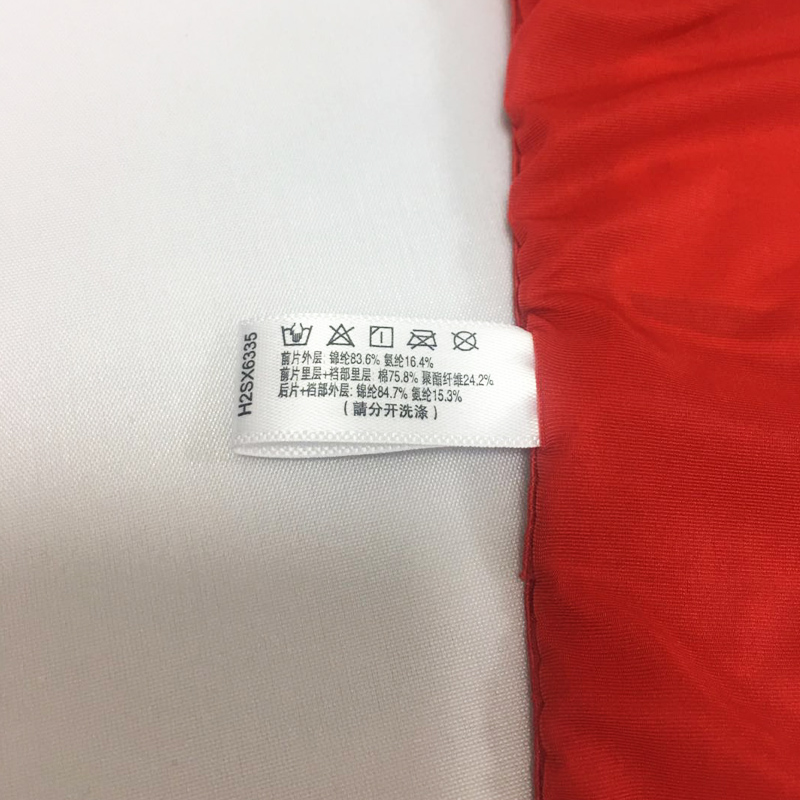 H2SX6335
前片外层: 锦纶83.6% 氨纶16.4%
前片里层+裆部里层: 棉75.8% 聚酯纤维24.2%
后片+裆部外层: 锦纶84.7% 氨纶15.3%
(請分开洗涤)